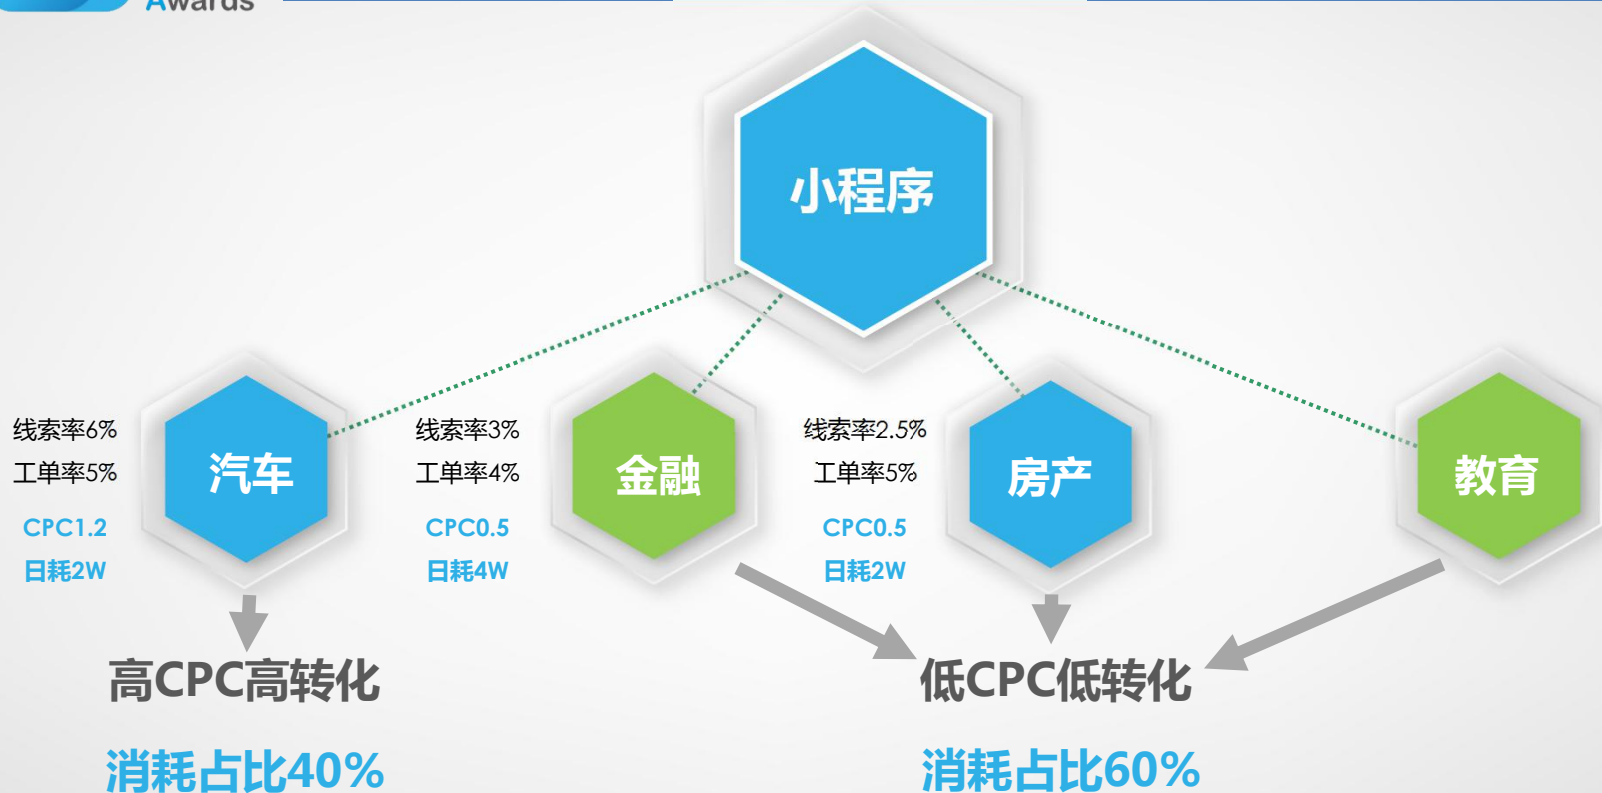 Awards
小程序
线索率6%
工单率5%
CPC1.2
日耗2W
汽车
线索率3%
工单率4%
CPC0.5
日耗4W
金融
线索率2.5%
工单率5%
CPC0.5
日耗2W
房产
教育
高CPC高转化
消耗占比40%
低CPC低转化
消耗占比60%